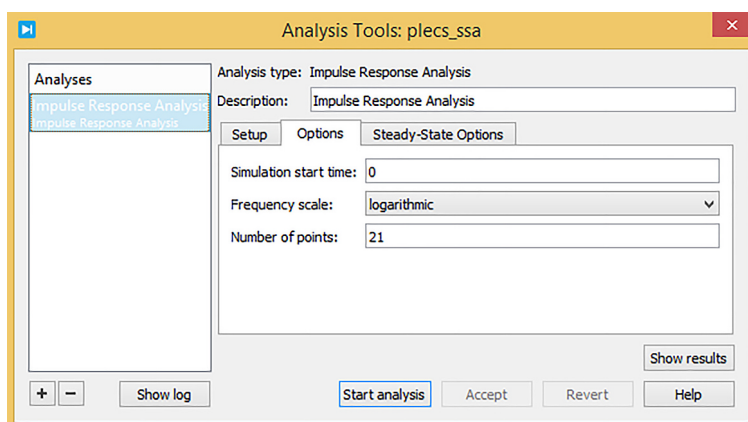 Analysis Tools: plecs_ssa
Analyses
Impulse Response Analysis
Impulse Response Analysis
Analysis type: Impulse Response Analysis
Description: Impulse Response Analysis
Setup Options Steady-State Options
Simulation start time: 0
Frequency scale: logarithmic
Number of points: 21
Show results
+ − Show log Start analysis Accept Revert Help